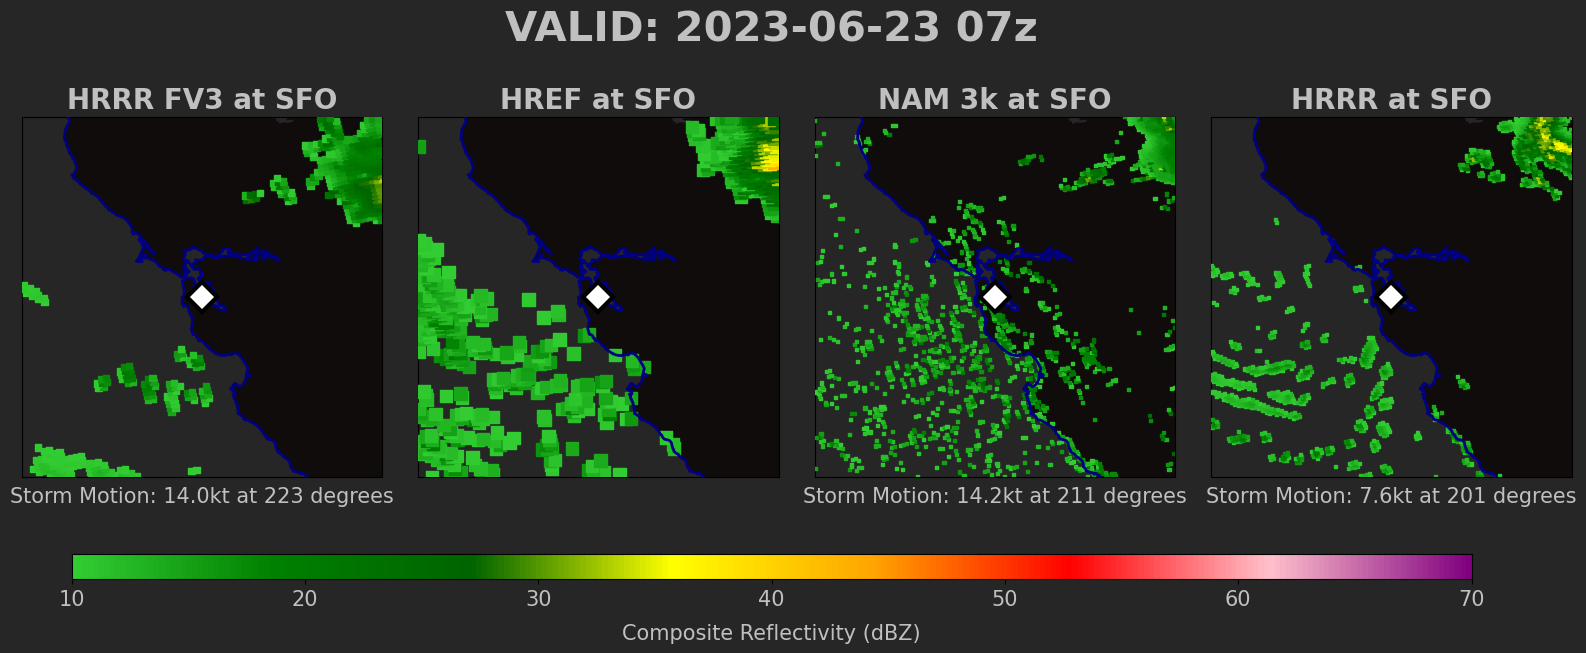 VALID: 2023-06-23 07z
HRRR FV3 at SFO
HREF at SFO
NAM 3k at SFO
HRRR at SFO
Storm Motion: 14.0kt at 223 degrees
Storm Motion: 14.2kt at 211 degrees
Storm Motion: 7.6kt at 201 degrees
10 20 30 40 50 60 70
Composite Reflectivity (dBZ)